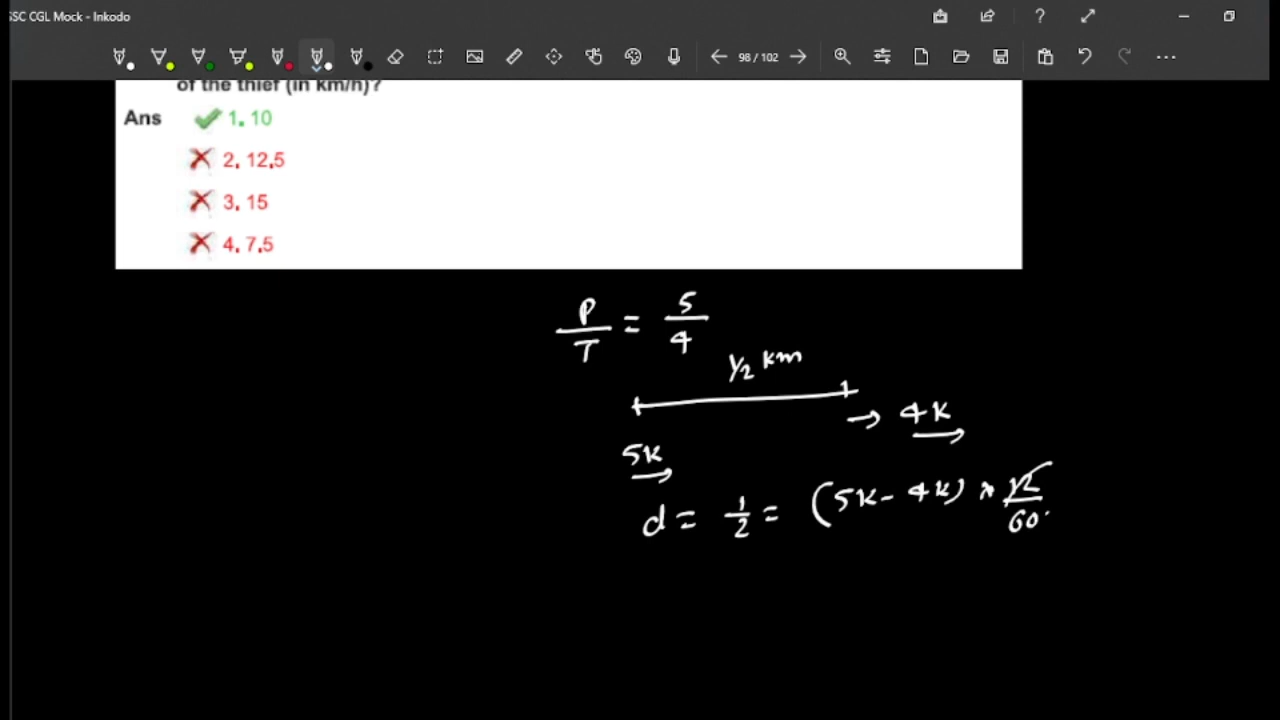 SSC CGL Mock - Inkodo
98 / 102
of the thief (in km/h)?
Ans 1. 10
2. 12.5
3. 15
4. 7.5
P/T = 5/4
1/2 km
4k
5k
d = 1/2 = (5k - 4k) × 12/60